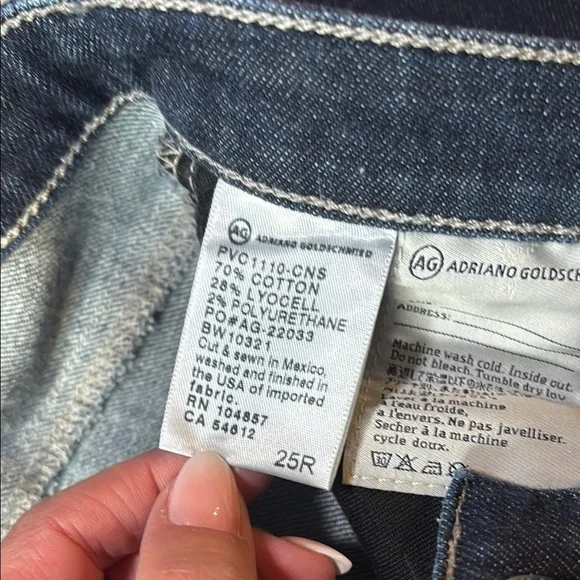 AG ADRIANO GOLDSCHMIED
PVC1110-CNS
70% COTTON
28% LYOCELL
2% POLYURETHANE
PO#AG-22033
BW10321
Cut & sewn in Mexico,
washed and finished in
the USA of imported
fabric.
RN 104857
CA 54612
25R
AG ADRIANO GOLDSCH
ADDRESS:
Machine wash cold. Inside out.
Do not bleach. Tumble dry low
Laver à la machine
à l'eau froide,
à l'envers. Ne pas javelliser.
Secher à la machine
cycle doux.